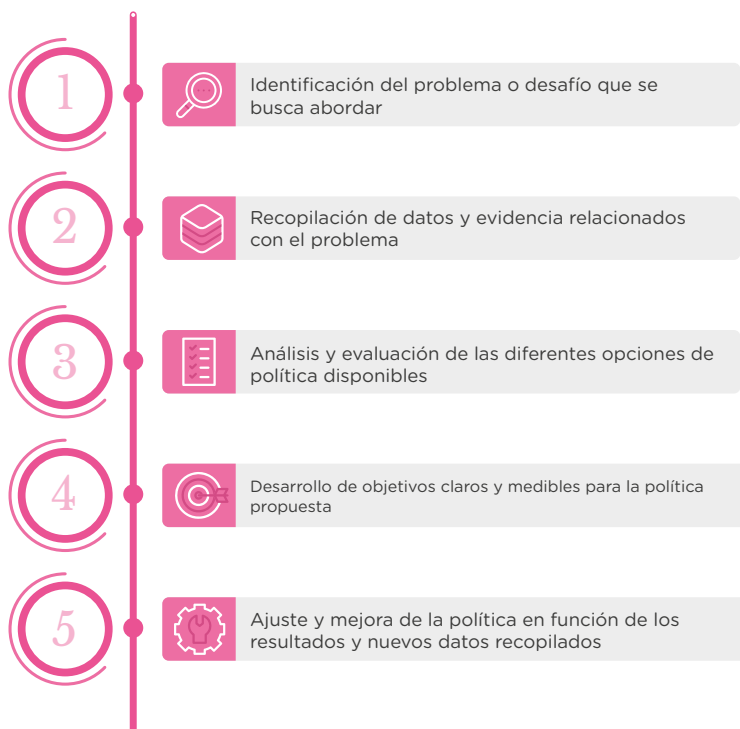 1
Identificación del problema o desafío que se
busca abordar
2
Recopilación de datos y evidencia relacionados
con el problema
3
Análisis y evaluación de las diferentes opciones de
política disponibles
4
Desarrollo de objetivos claros y medibles para la política
propuesta
5
Ajuste y mejora de la política en función de los
resultados y nuevos datos recopilados